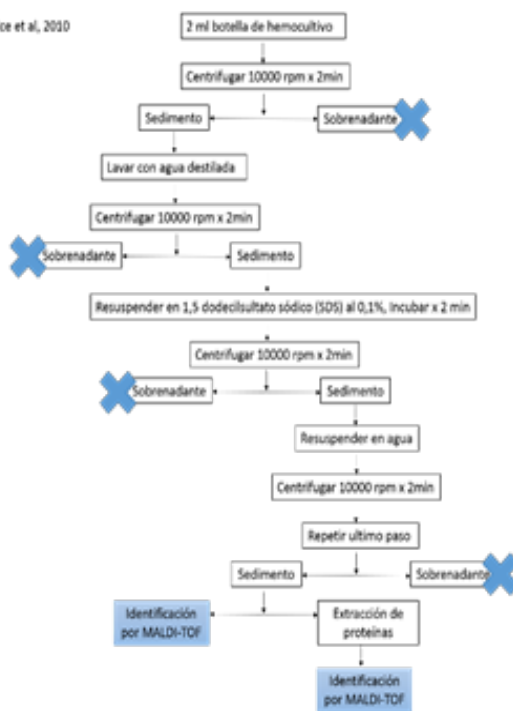 ce et al, 2010
2 ml botella de hemocultivo
Centrifugar 10000 rpm x 2min
Sedimento
Sobrenadante
Lavar con agua destilada
Centrifugar 10000 rpm x 2min
Sobrenadante
Sedimento
Resuspender en 1,5 dodecilsultato sódico (SDS) al 0,1%, Incubar x 2 min
Centrifugar 10000 rpm x 2min
Sobrenadante
Sedimento
Resuspender en agua
Centrifugar 10000 rpm x 2min
Repetir ultimo paso
Sedimento
Sobrenadante
Identificación
por MALDI-TOF
Extracción de
proteínas
Identificación
por MALDI-TOF